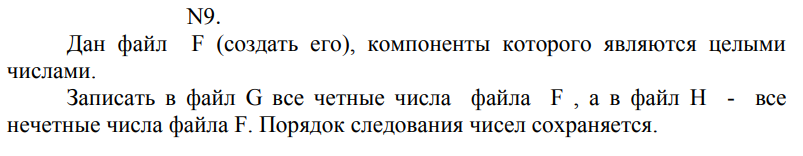 N9.
Дан файл F (создать его), компоненты которого являются целыми
числами.
Записать в файл G все четные числа файла F , а в файл H - все
нечетные числа файла F. Порядок следования чисел сохраняется.